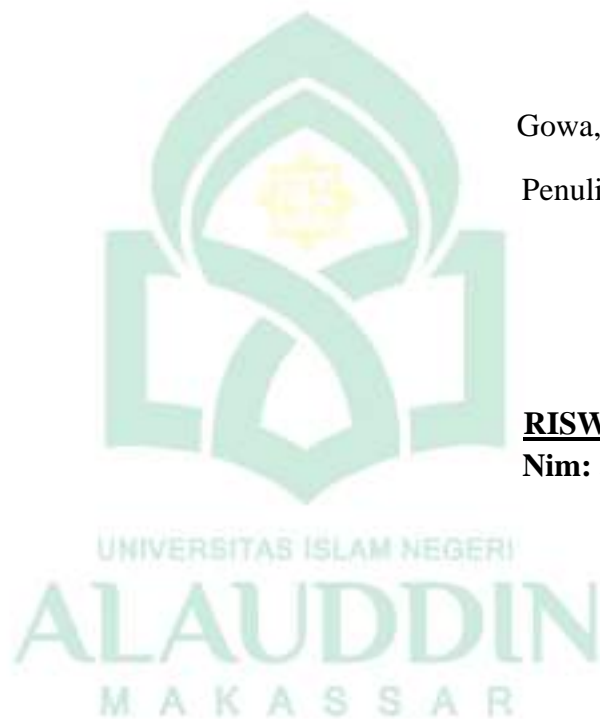 Gowa,
Penuli
RISW
Nim:
UNIVERSITAS ISLAM NEGERI
ALAUDDIN
MAKASSAR